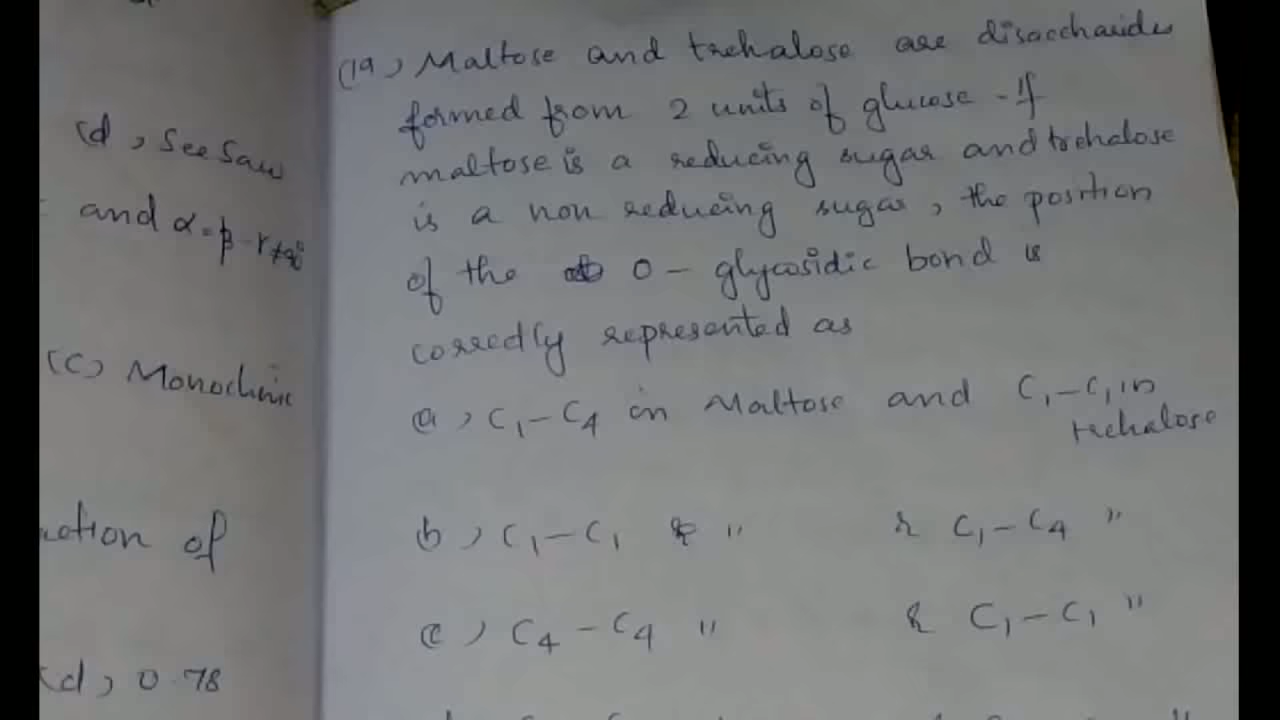 (d, See Saw
and α=β-γ≠90°
(C) Monoclinic
ction of
(d, 0.78
(19, Maltose and trehalose are disaccharides
formed from 2 units of glucose - If
maltose is a reducing sugar and trehalose
is a non reducing sugar, the position
of the O - glycosidic bond is
correctly represented as
(a, C₁-C₄ in Maltose and C₁-C₁ in
trehalose
(b, C₁-C₁ & " & C₁-C₄ "
(c, C₄-C₄ " & C₁-C₁ "